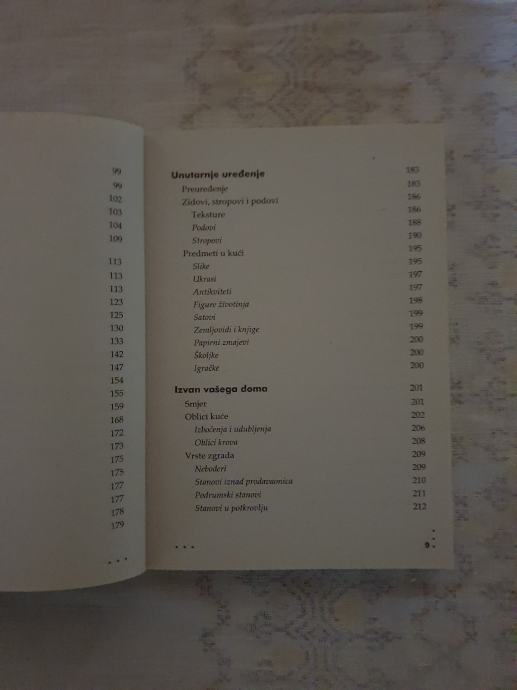 99
99
102
103
104
109
113
113
113
123
125
130
133
142
147
154
155
159
168
172
173
175
175
177
177
178
179
Unutarnje uređenje 183
Preuređenje 183
Zidovi, stropovi i podovi 186
Teksture 186
Podovi 188
Stropovi 190
Predmeti u kući 195
Slike 195
Ukrasi 197
Antikviteti 197
Figure životinja 198
Satovi 199
Zemljovidi i knjige 199
Papirni zmajevi 200
Školjke 200
Igračke 200
Izvan vašega doma 201
Smjer 201
Oblici kuće 202
Izbočenja i udubljenja 206
Oblici krova 208
Vrste zgrada 209
Neboderi 209
Stanovi iznad prodavaonica 210
Podrumski stanovi 211
Stanovi u potkrovlju 212
9